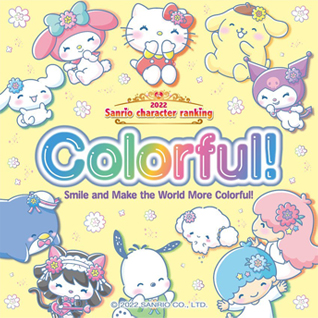 2022
Sanrio character ranking
Colorful!
Smile and Make the World More Colorful!
© 2022 SANRIO CO., LTD.